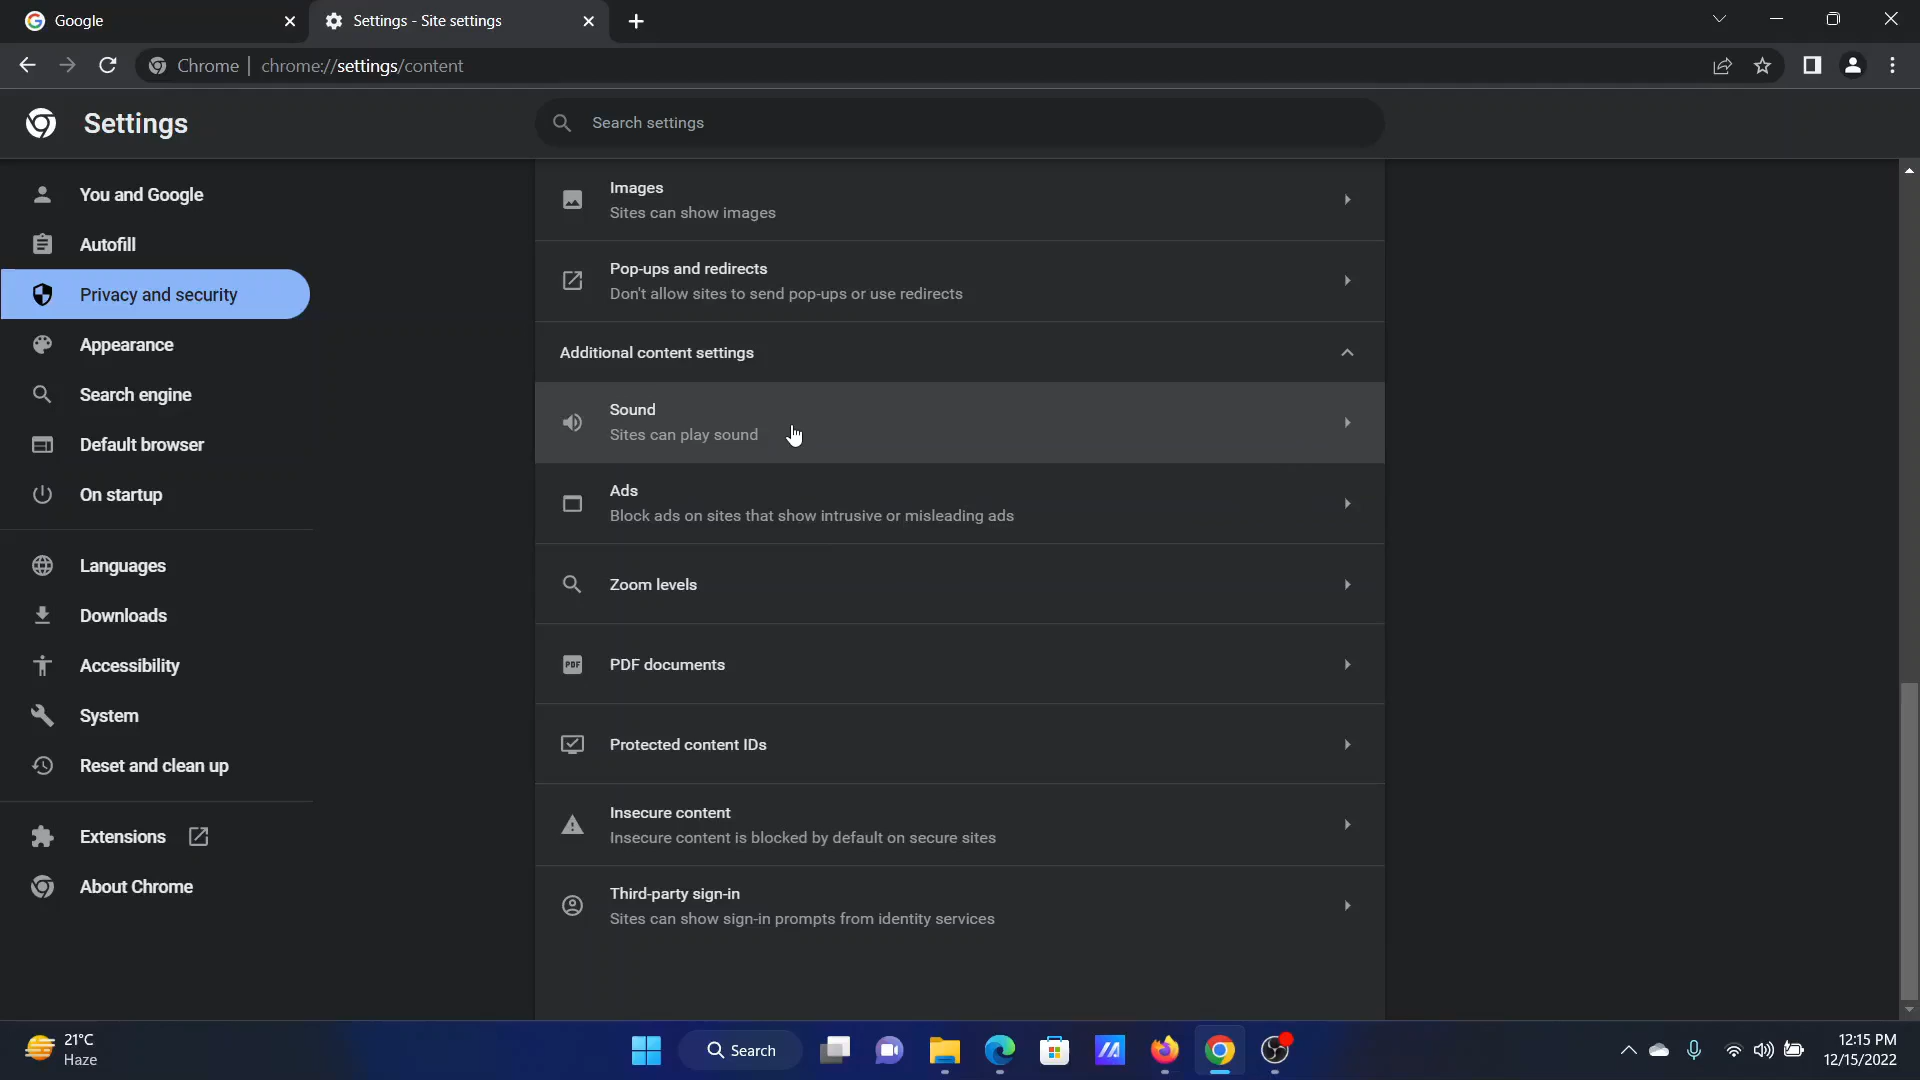 Google
Settings - Site settings
Chrome | chrome://settings/content
Settings
Search settings
You and Google
Autofill
Privacy and security
Appearance
Search engine
Default browser
On startup
Languages
Downloads
Accessibility
System
Reset and clean up
Extensions
About Chrome
Images
Sites can show images
Pop-ups and redirects
Don't allow sites to send pop-ups or use redirects
Additional content settings
Sound
Sites can play sound
Ads
Block ads on sites that show intrusive or misleading ads
Zoom levels
PDF
PDF documents
Protected content IDs
Insecure content
Insecure content is blocked by default on secure sites
Third-party sign-in
Sites can show sign-in prompts from identity services
21°C
Haze
Search
12:15 PM
12/15/2022